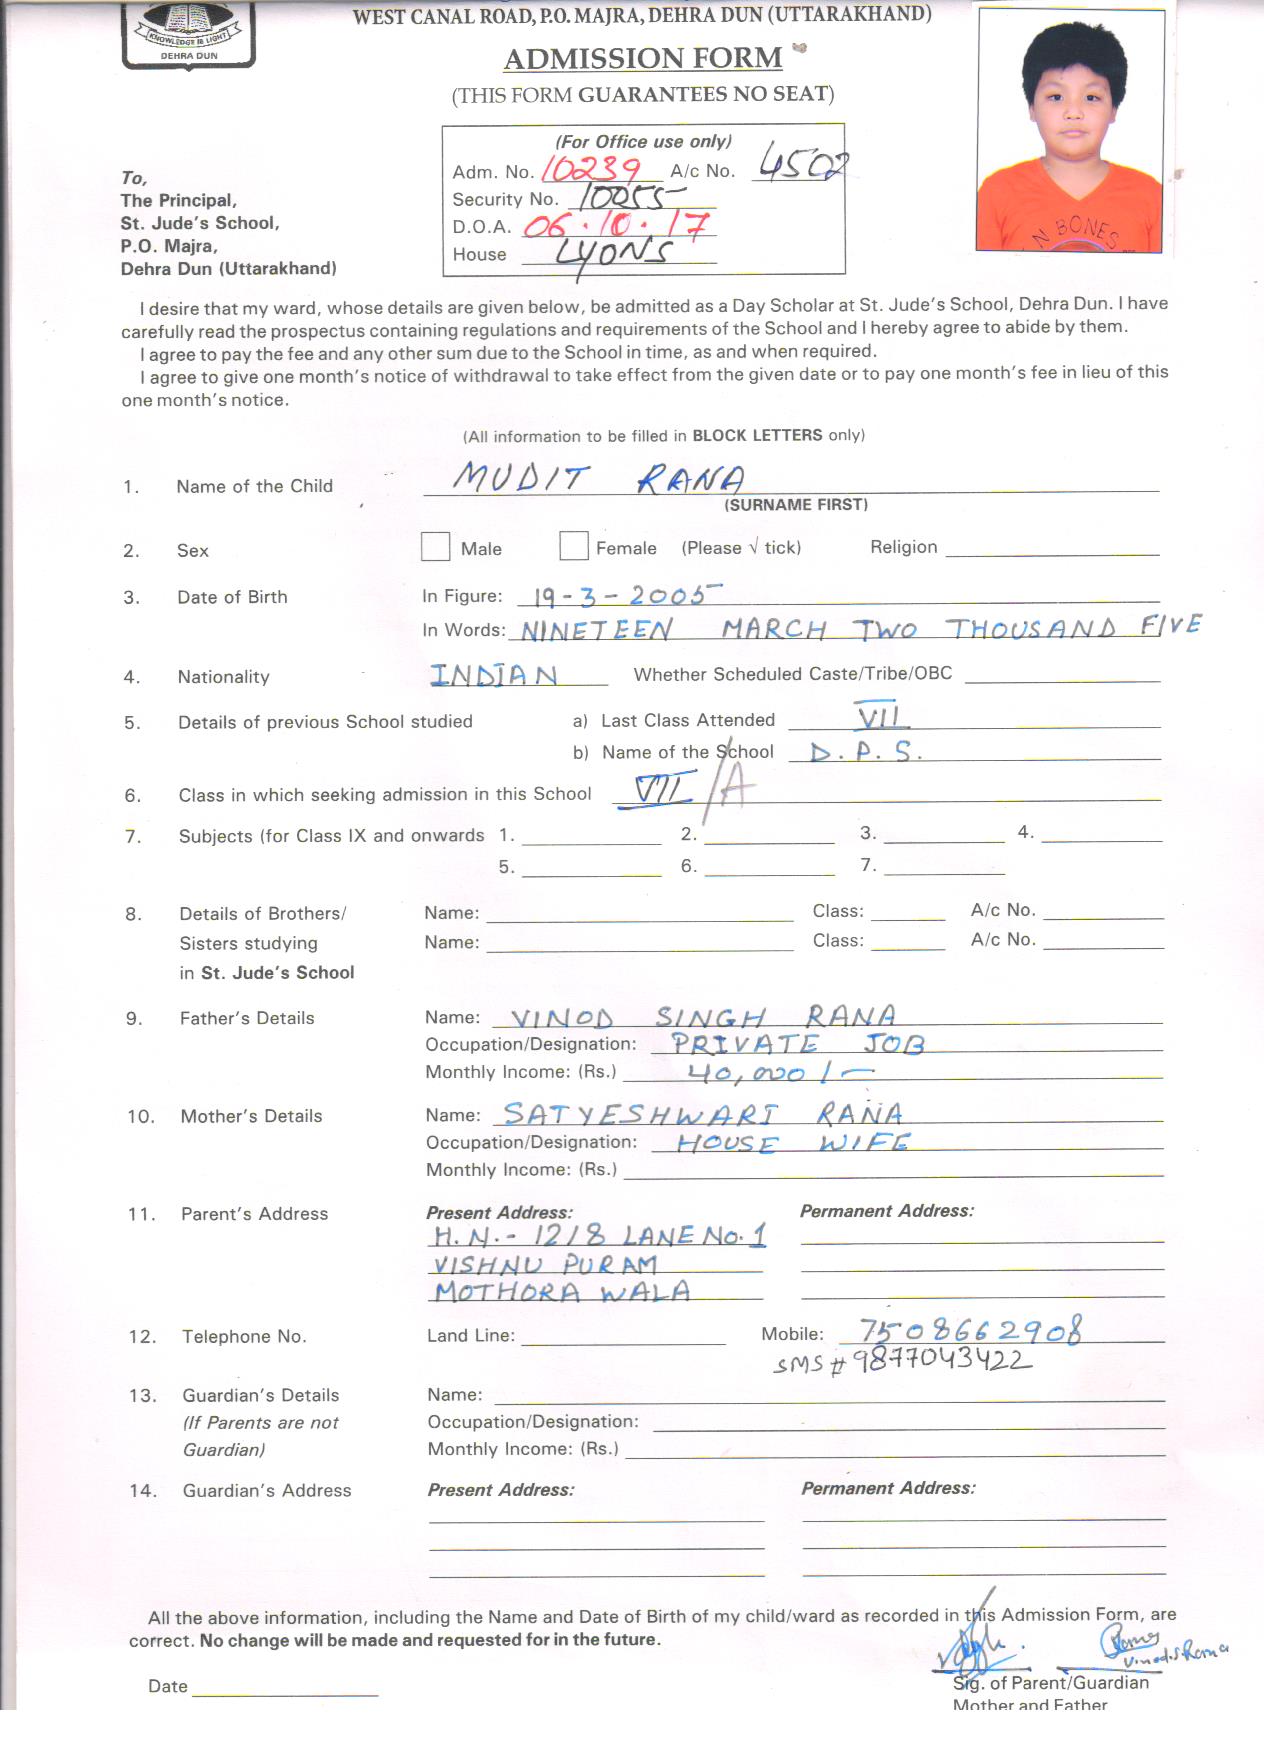 KNOWLEDGE IS LIGHT
DEHRA DUN
WEST CANAL ROAD, P.O. MAJRA, DEHRA DUN (UTTARAKHAND)
ADMISSION FORM
(THIS FORM GUARANTEES NO SEAT)
N BONES
(For Office use only)
Adm. No. 10239 A/c No. 4502
Security No. 10255
D.O.A. 06.10.17
House LYONS
To,
The Principal,
St. Jude's School,
P.O. Majra,
Dehra Dun (Uttarakhand)
I desire that my ward, whose details are given below, be admitted as a Day Scholar at St. Jude's School, Dehra Dun. I have
carefully read the prospectus containing regulations and requirements of the School and I hereby agree to abide by them.
I agree to pay the fee and any other sum due to the School in time, as and when required.
I agree to give one month's notice of withdrawal to take effect from the given date or to pay one month's fee in lieu of this
one month's notice.
(All information to be filled in BLOCK LETTERS only)
1. Name of the Child MUDIT RANA
(SURNAME FIRST)
2. Sex Male Female (Please √ tick) Religion
3. Date of Birth In Figure: 19-3-2005
In Words: NINETEEN MARCH TWO THOUSAND FIVE
4. Nationality INDIAN Whether Scheduled Caste/Tribe/OBC
5. Details of previous School studied a) Last Class Attended VII
b) Name of the School D.P.S.
6. Class in which seeking admission in this School VII /A
7. Subjects (for Class IX and onwards 1. 2. 3. 4.
5. 6. 7.
8. Details of Brothers/ Name: Class: A/c No.
Sisters studying Name: Class: A/c No.
in St. Jude's School
9. Father's Details Name: VINOD SINGH RANA
Occupation/Designation: PRIVATE JOB
Monthly Income: (Rs.) 40,000/-
10. Mother's Details Name: SATYESHWARI RANA
Occupation/Designation: HOUSE WIFE
Monthly Income: (Rs.)
11. Parent's Address Present Address: Permanent Address:
H.N.- 121/8 LANE No. 1
VISHNU PURAM
MOTHORA WALA
12. Telephone No. Land Line: Mobile: 7508662908
SMS # 9877043422
13. Guardian's Details Name:
(If Parents are not Occupation/Designation:
Guardian) Monthly Income: (Rs.)
14. Guardian's Address Present Address: Permanent Address:
All the above information, including the Name and Date of Birth of my child/ward as recorded in this Admission Form, are
correct. No change will be made and requested for in the future.
Vinod.S Rana
Date Sig. of Parent/Guardian
Mother and Father